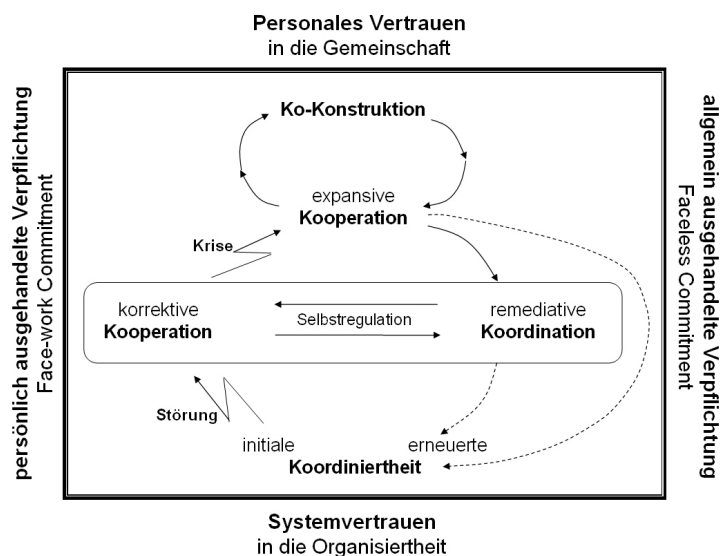 Personales Vertrauen
in die Gemeinschaft
persönlich ausgehandelte Verpflichtung
Face-work Commitment
Ko-Konstruktion
expansive
Kooperation
Krise
korrektive
Kooperation
Selbstregulation
remediative
Koordination
Störung
initiale
erneuerte
Koordiniertheit
allgemein ausgehandelte Verpflichtung
Faceless Commitment
Systemvertrauen
in die Organisiertheit